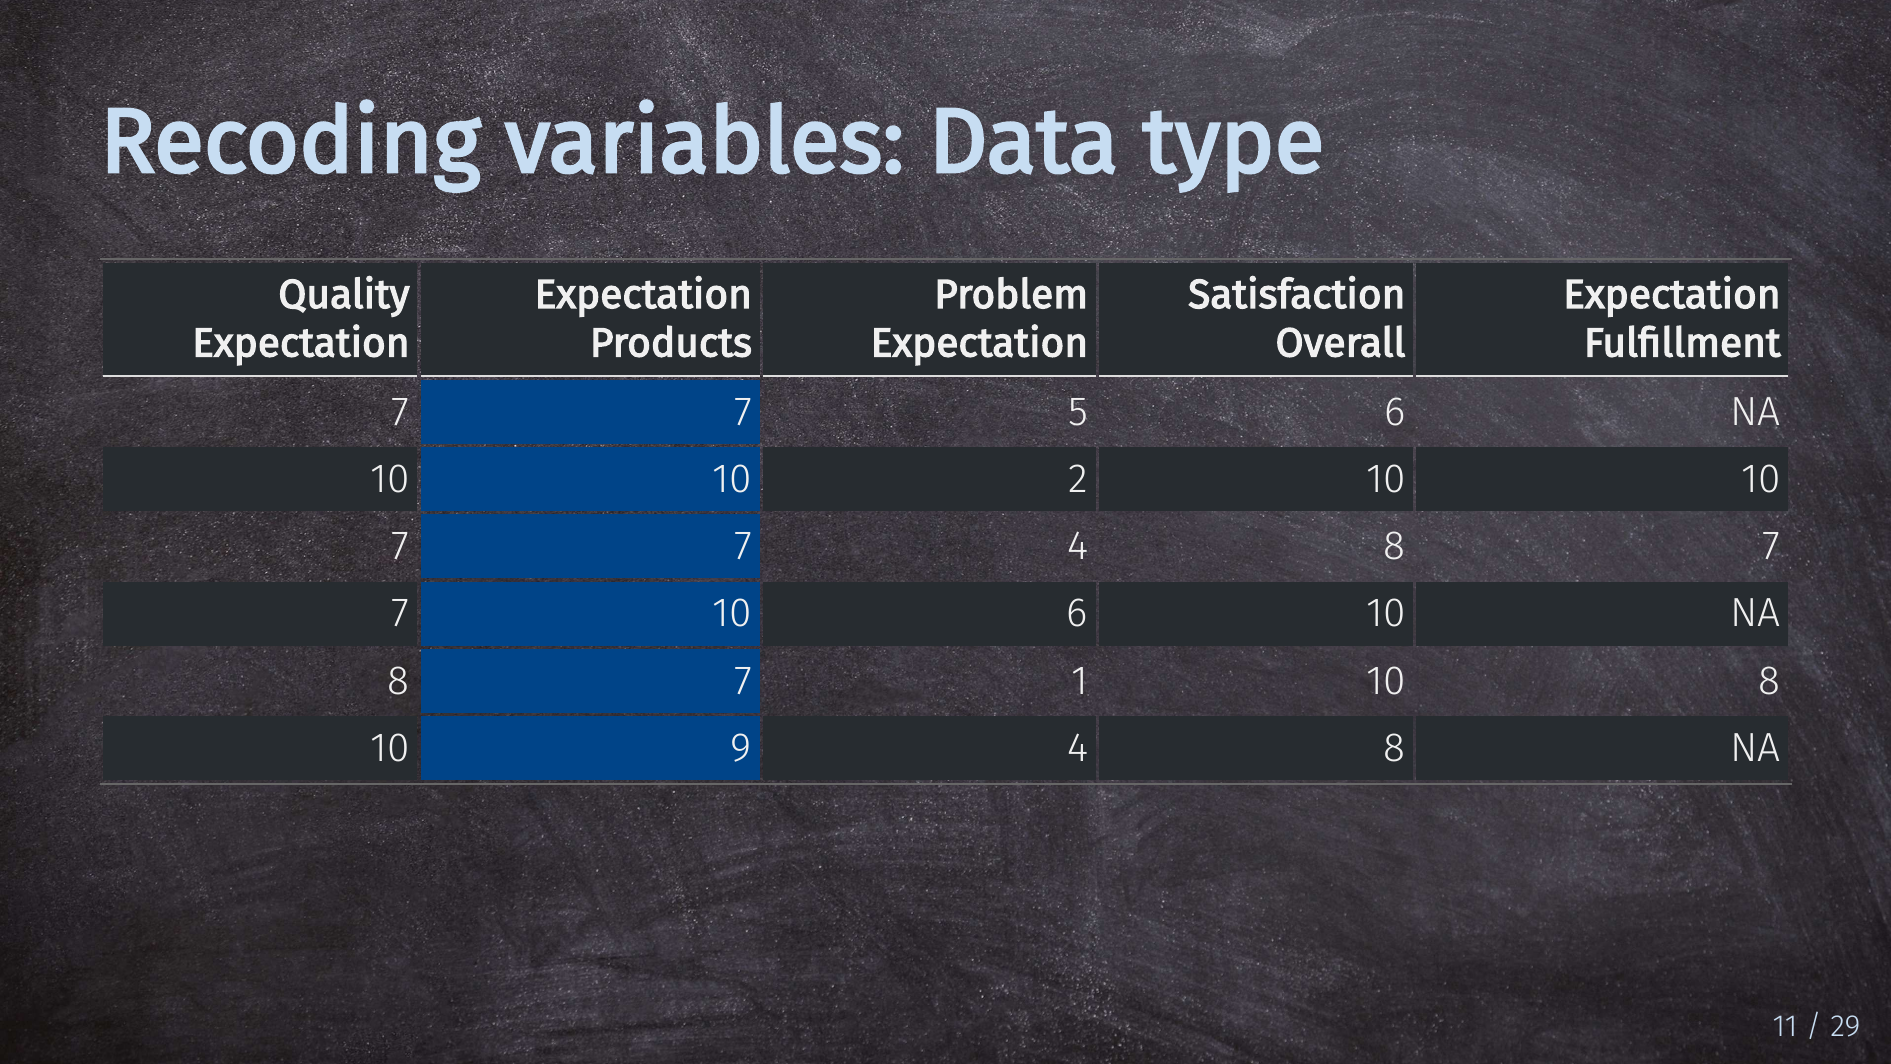 Recoding variables: Data type
Quality Expectation Expectation Products Problem Expectation Satisfaction Overall Expectation Fulfillment
7 7 5 6 NA
10 10 2 10 10
7 7 4 8 7
7 10 6 10 NA
8 7 1 10 8
10 9 4 8 NA
11 / 29